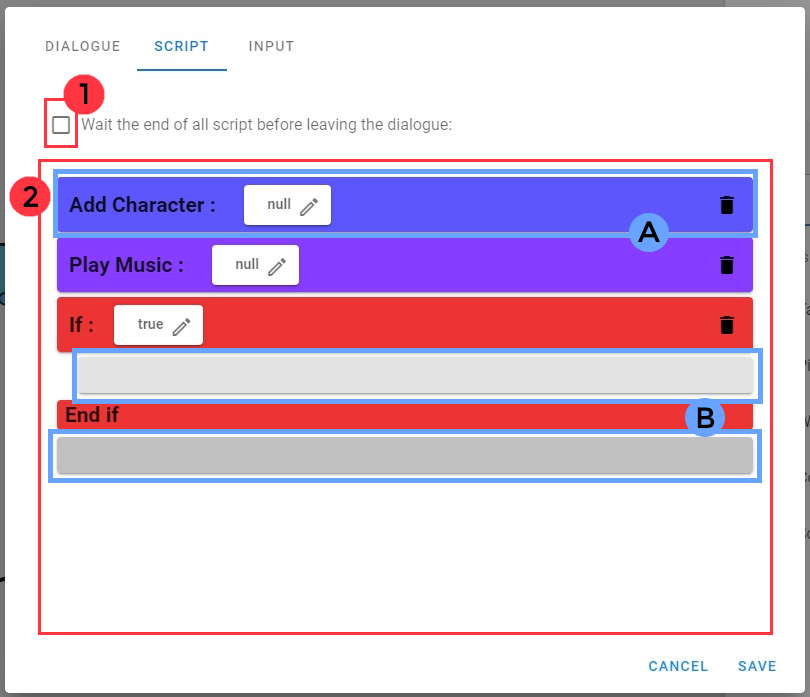 DIALOGUE SCRIPT INPUT
1
Wait the end of all script before leaving the dialogue:
2
Add Character : null
A
Play Music : null
If : true
End if
B
CANCEL SAVE